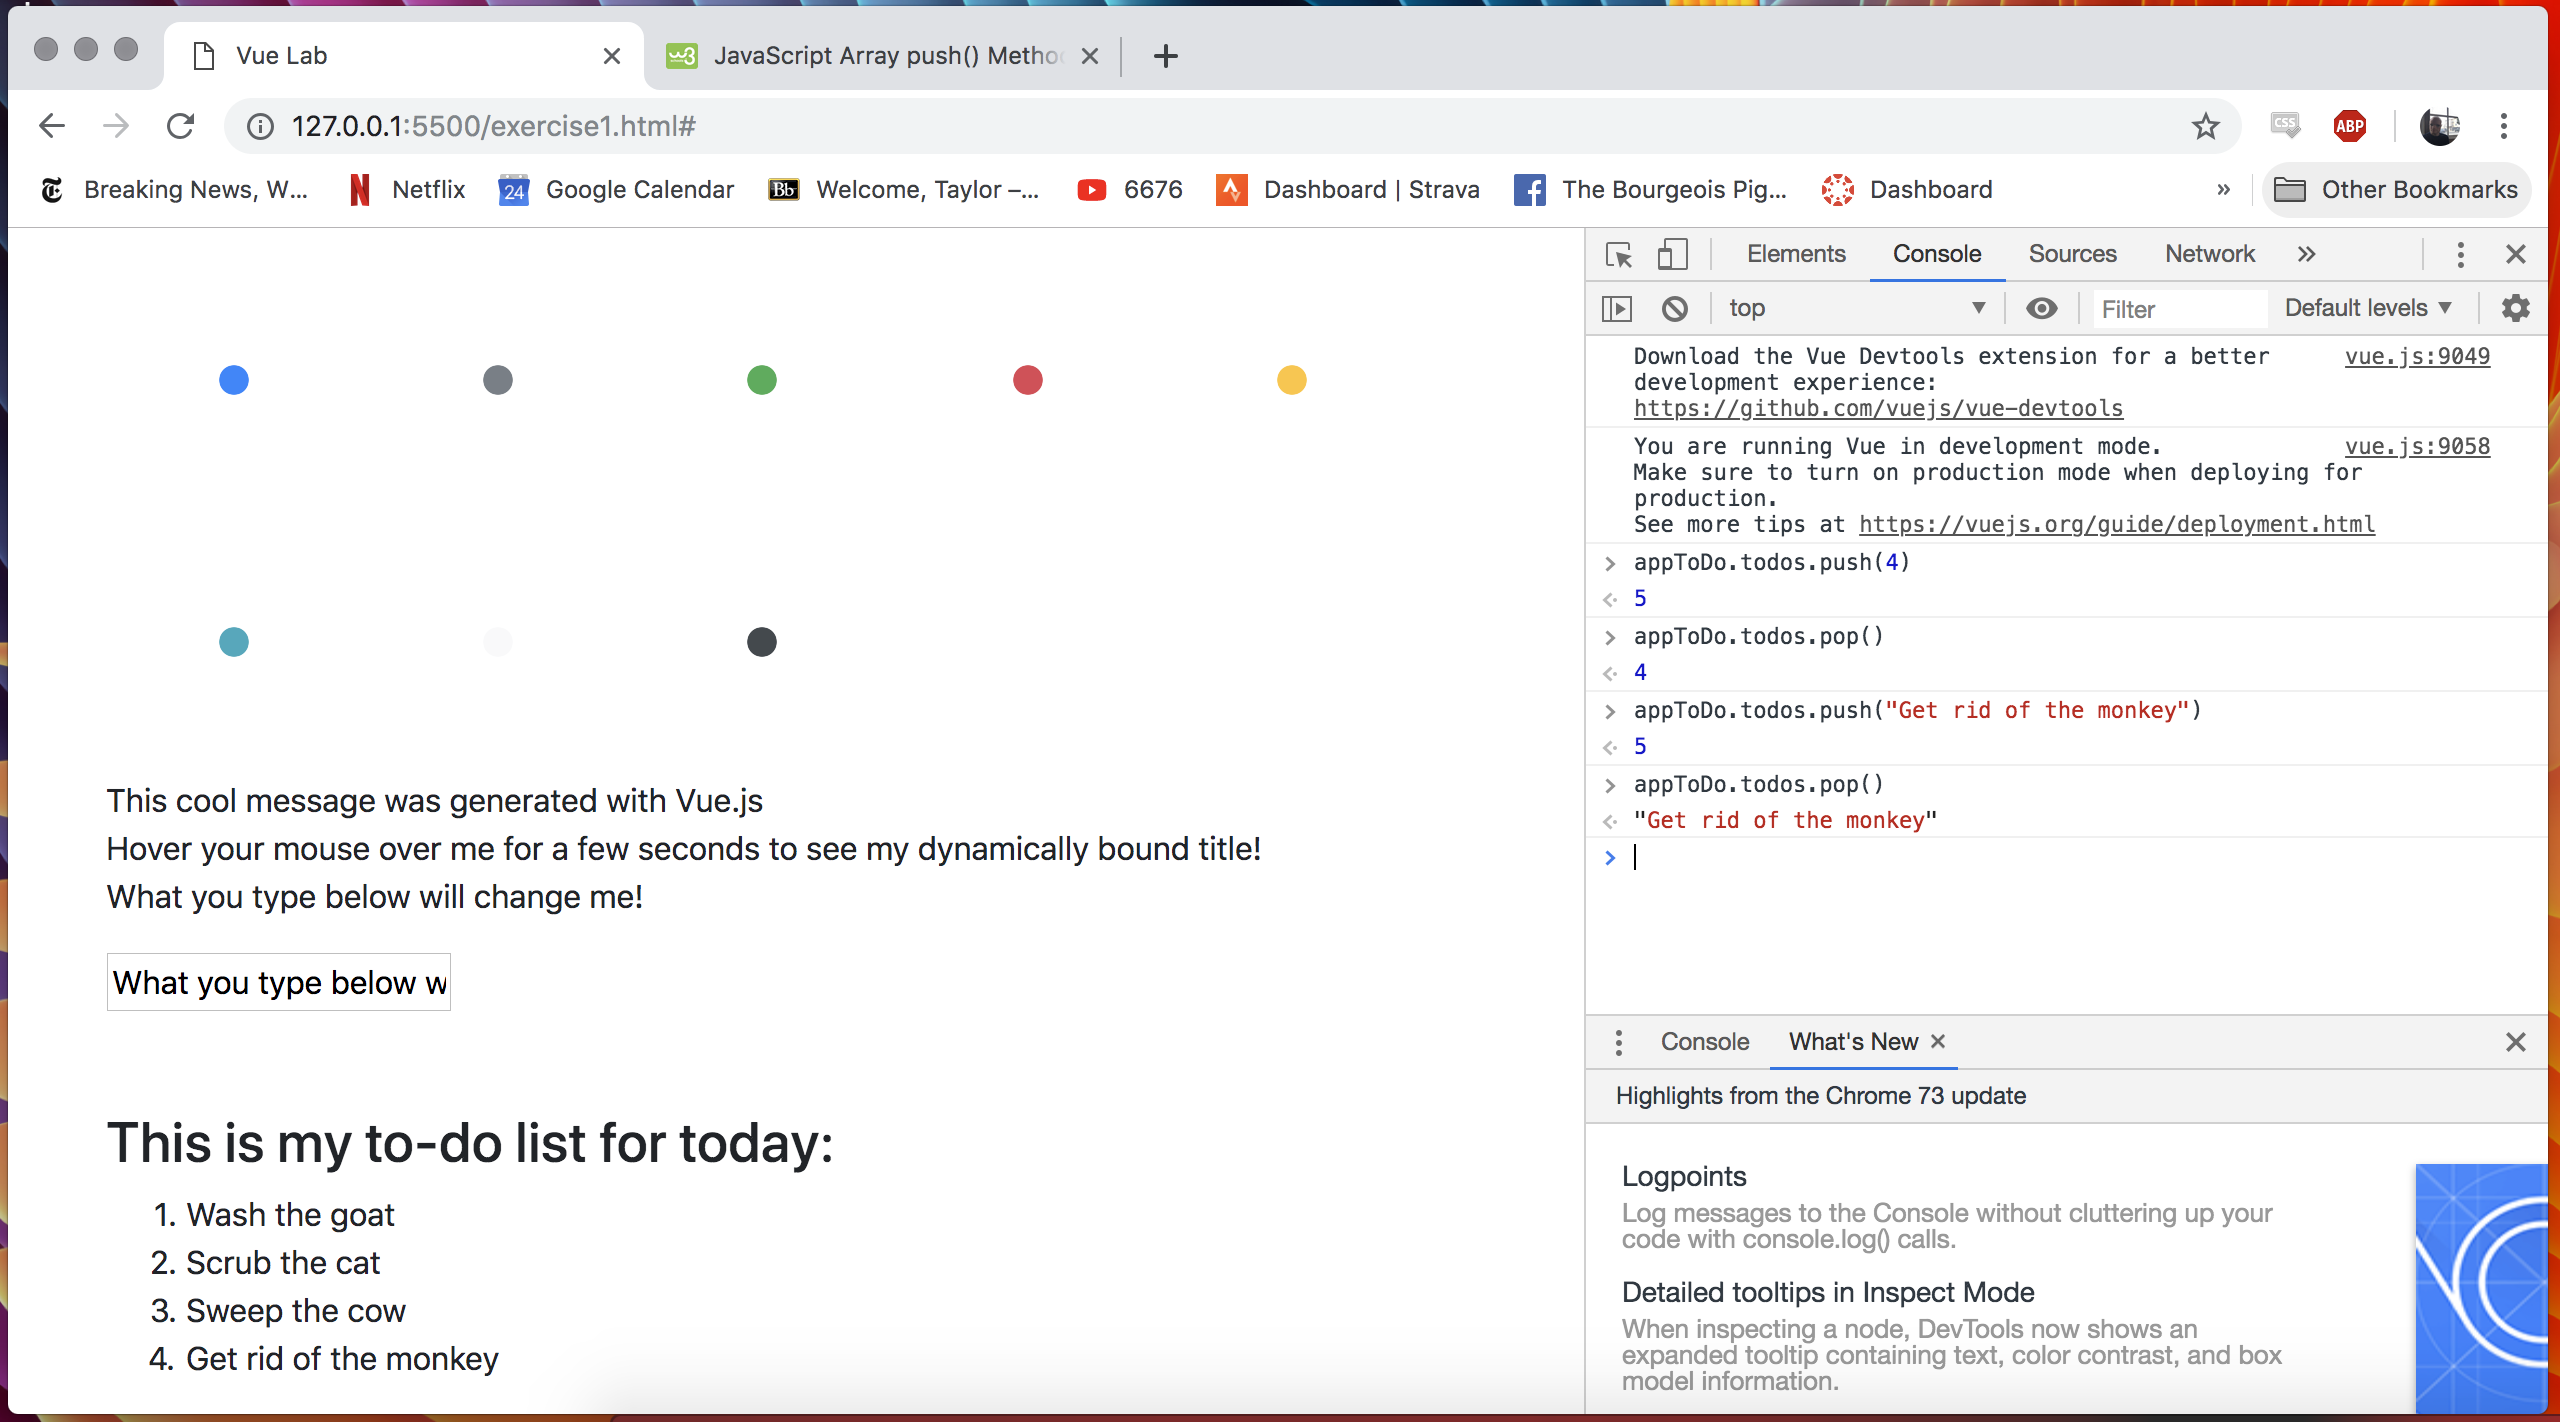 Vue Lab
JavaScript Array push() Metho
127.0.0.1:5500/exercise1.html#
CSS
ABP
Breaking News, W...
Netflix
24
Google Calendar
Bb
Welcome, Taylor –...
6676
Dashboard | Strava
The Bourgeois Pig...
Dashboard
»
Other Bookmarks
This cool message was generated with Vue.js
Hover your mouse over me for a few seconds to see my dynamically bound title!
What you type below will change me!
What you type below w
This is my to-do list for today:
1. Wash the goat
2. Scrub the cat
3. Sweep the cow
4. Get rid of the monkey
Elements
Console
Sources
Network
»
top
Filter
Default levels
Download the Vue Devtools extension for a better vue.js:9049
development experience:
https://github.com/vuejs/vue-devtools
You are running Vue in development mode. vue.js:9058
Make sure to turn on production mode when deploying for
production.
See more tips at https://vuejs.org/guide/deployment.html
> appToDo.todos.push(4)
5
> appToDo.todos.pop()
4
> appToDo.todos.push("Get rid of the monkey")
5
> appToDo.todos.pop()
"Get rid of the monkey"
>
Console
What's New
Highlights from the Chrome 73 update
Logpoints
Log messages to the Console without cluttering up your
code with console.log() calls.
Detailed tooltips in Inspect Mode
When inspecting a node, DevTools now shows an
expanded tooltip containing text, color contrast, and box
model information.